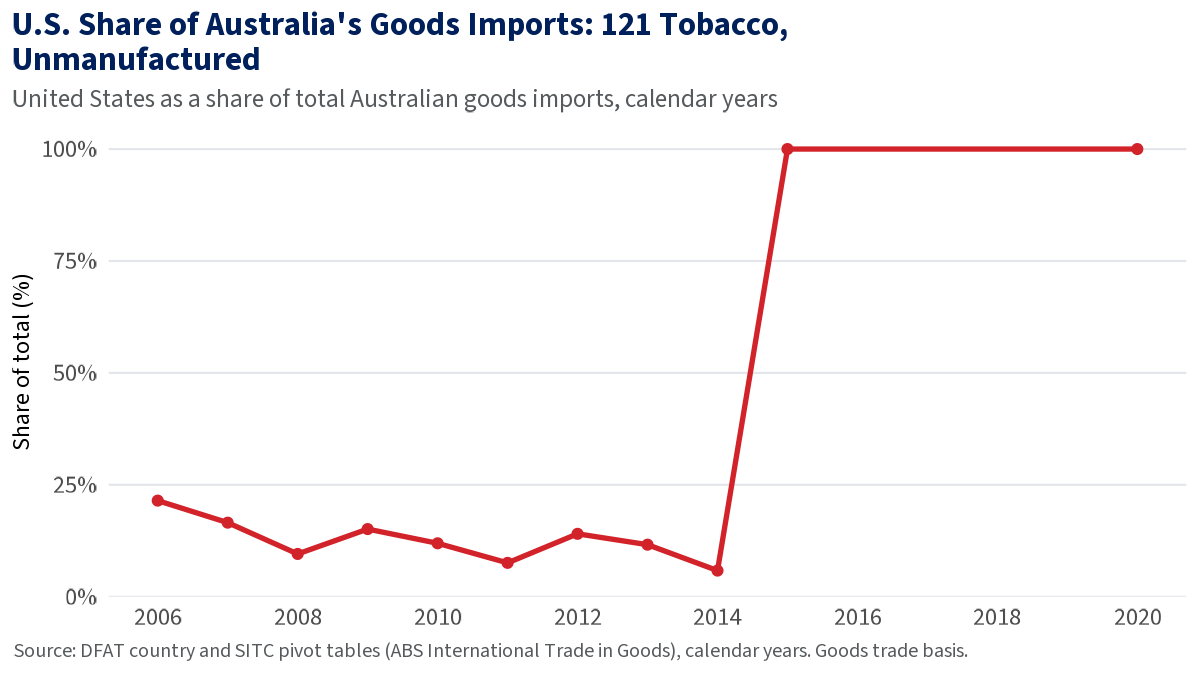 U.S. Share of Australia's Goods Imports: 121 Tobacco,
Unmanufactured
United States as a share of total Australian goods imports, calendar years
Share of total (%)
100%
75%
50%
25%
0%
2006 2008 2010 2012 2014 2016 2018 2020
Source: DFAT country and SITC pivot tables (ABS International Trade in Goods), calendar years. Goods trade basis.